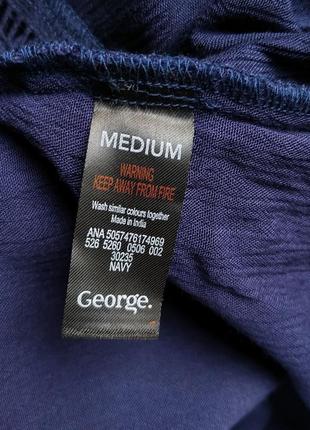 MEDIUM
WARNING
KEEP AWAY FROM FIRE
Wash similar colours together
Made in India
ANA 5057476174969
526 5260 0506 002
30235
NAVY
George.